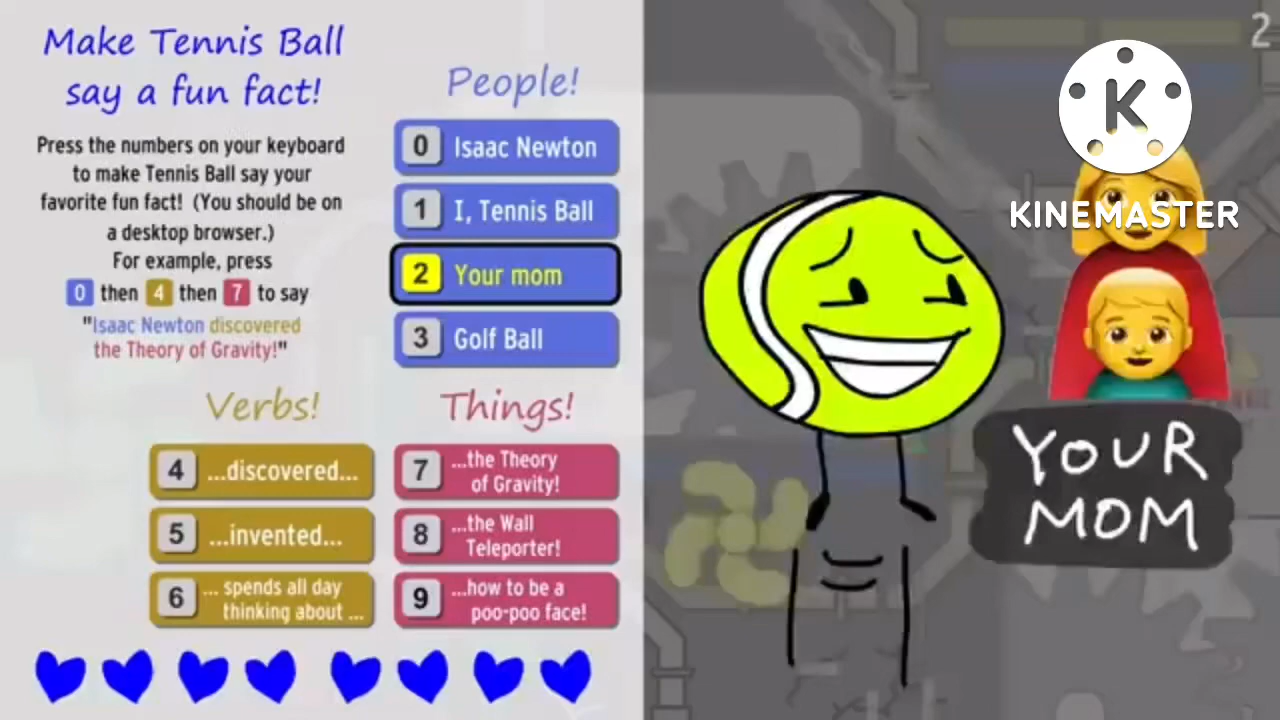 Make Tennis Ball
say a fun fact!
Press the numbers on your keyboard
to make Tennis Ball say your
favorite fun fact! (You should be on
a desktop browser.)
For example, press
0 then 4 then 7 to say
"Isaac Newton discovered
the Theory of Gravity!"
People!
0 Isaac Newton
1 I, Tennis Ball
2 Your mom
3 Golf Ball
Verbs!
4 ...discovered...
5 ...invented...
6 ... spends all day
thinking about ...
Things!
7 ...the Theory
of Gravity!
8 ...the Wall
Teleporter!
9 ...how to be a
poo-poo face!
2
K
KINEMASTER
YOUR
MOM